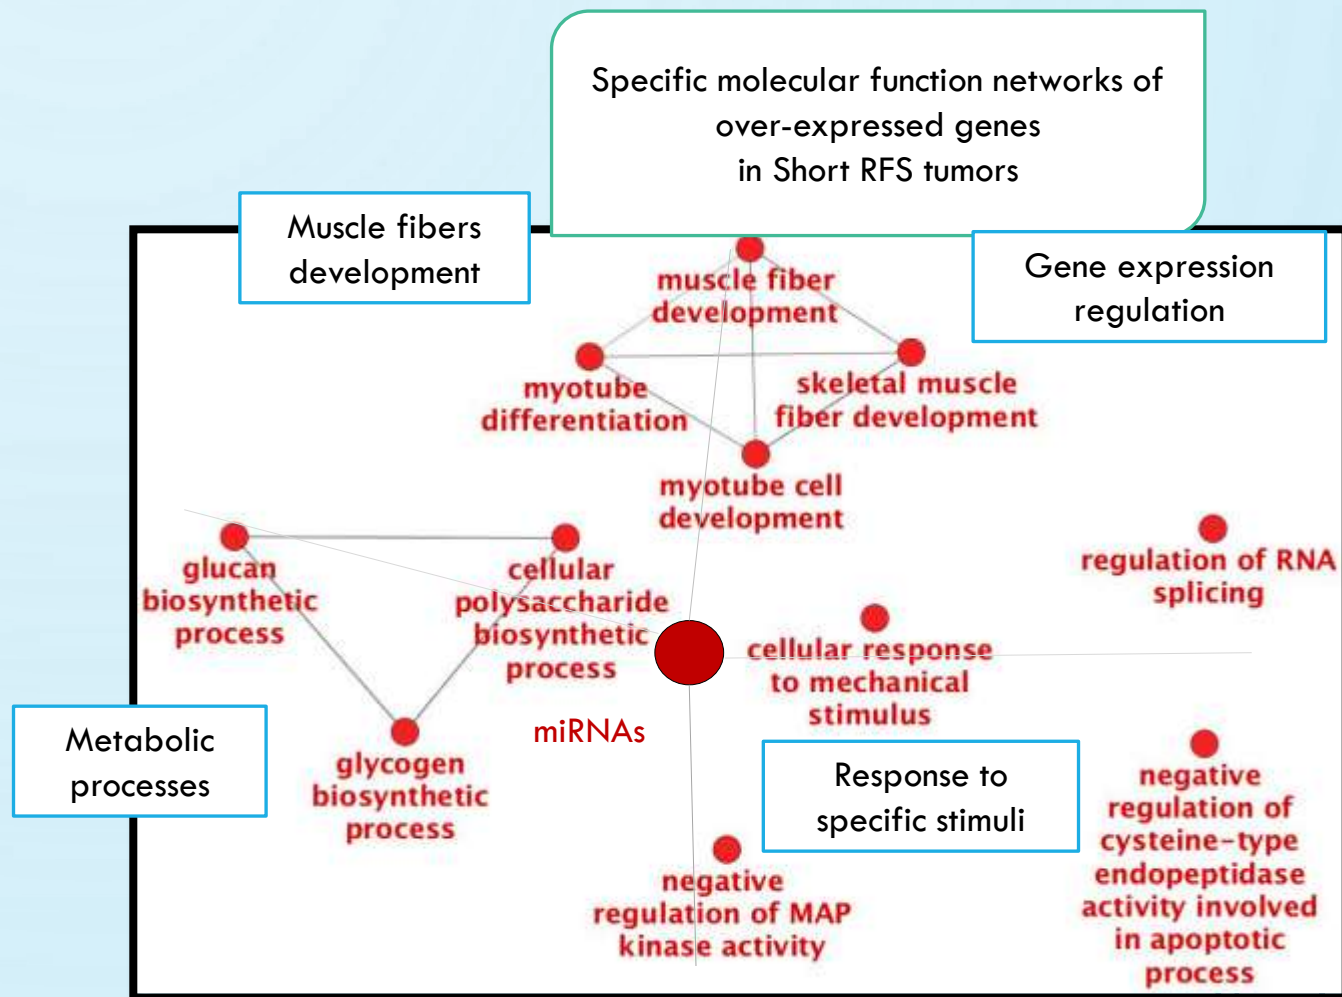 Specific molecular function networks of
over-expressed genes
in Short RFS tumors
Muscle fibers
development
Gene expression
regulation
muscle fiber
development
myotube
differentiation
skeletal muscle
fiber development
myotube cell
development
glucan
biosynthetic
process
cellular
polysaccharide
biosynthetic
process
regulation of RNA
splicing
cellular response
to mechanical
stimulus
miRNAs
Metabolic
processes
glycogen
biosynthetic
process
Response to
specific stimuli
negative
regulation of MAP
kinase activity
negative
regulation of
cysteine-type
endopeptidase
activity involved
in apoptotic
process